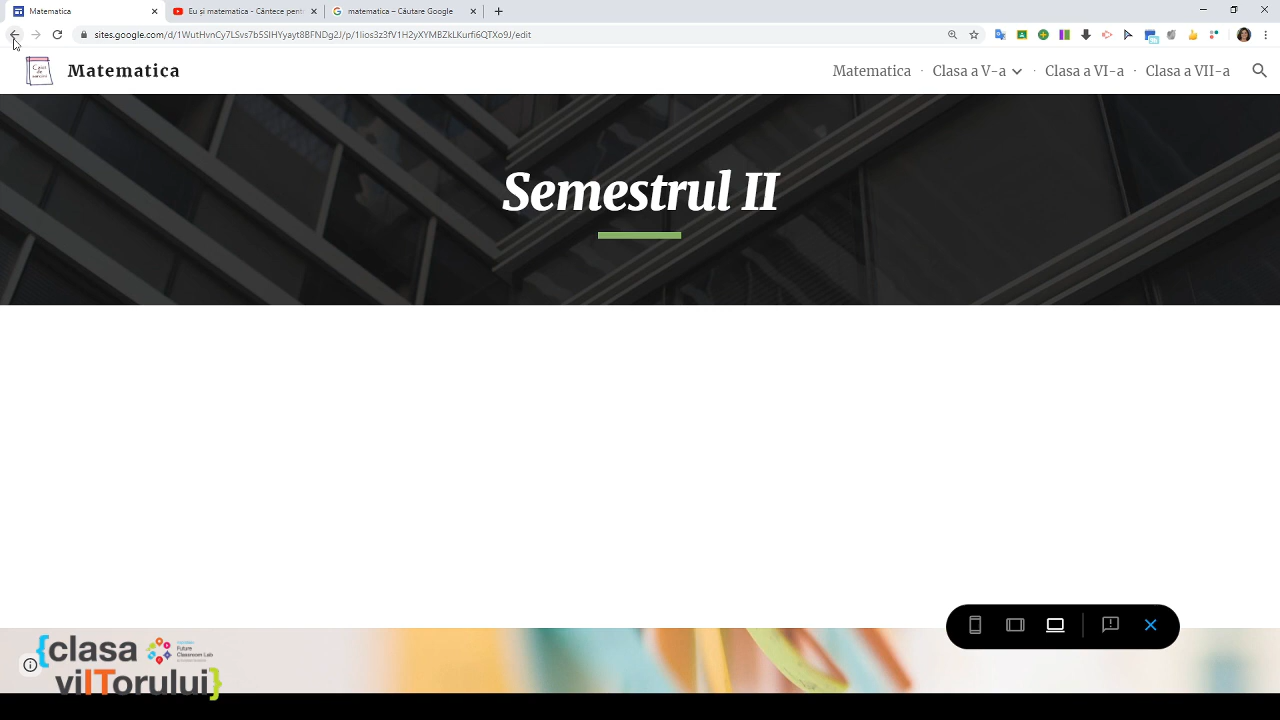 Matematica
Eu și matematica - Cântece pent
matematica – Căutare Google
sites.google.com/d/1WutHvnCy7LSvs7b5SIHYyayt8BFNDg2J/p/1Iios3z3fV1H2yXYMBZkLKurfi6QTXo9J/edit
Matematica
Matematica · Clasa a V-a · Clasa a VI-a · Clasa a VII-a
Semestrul II
{clasa
viITorului}
Future
Classroom Lab